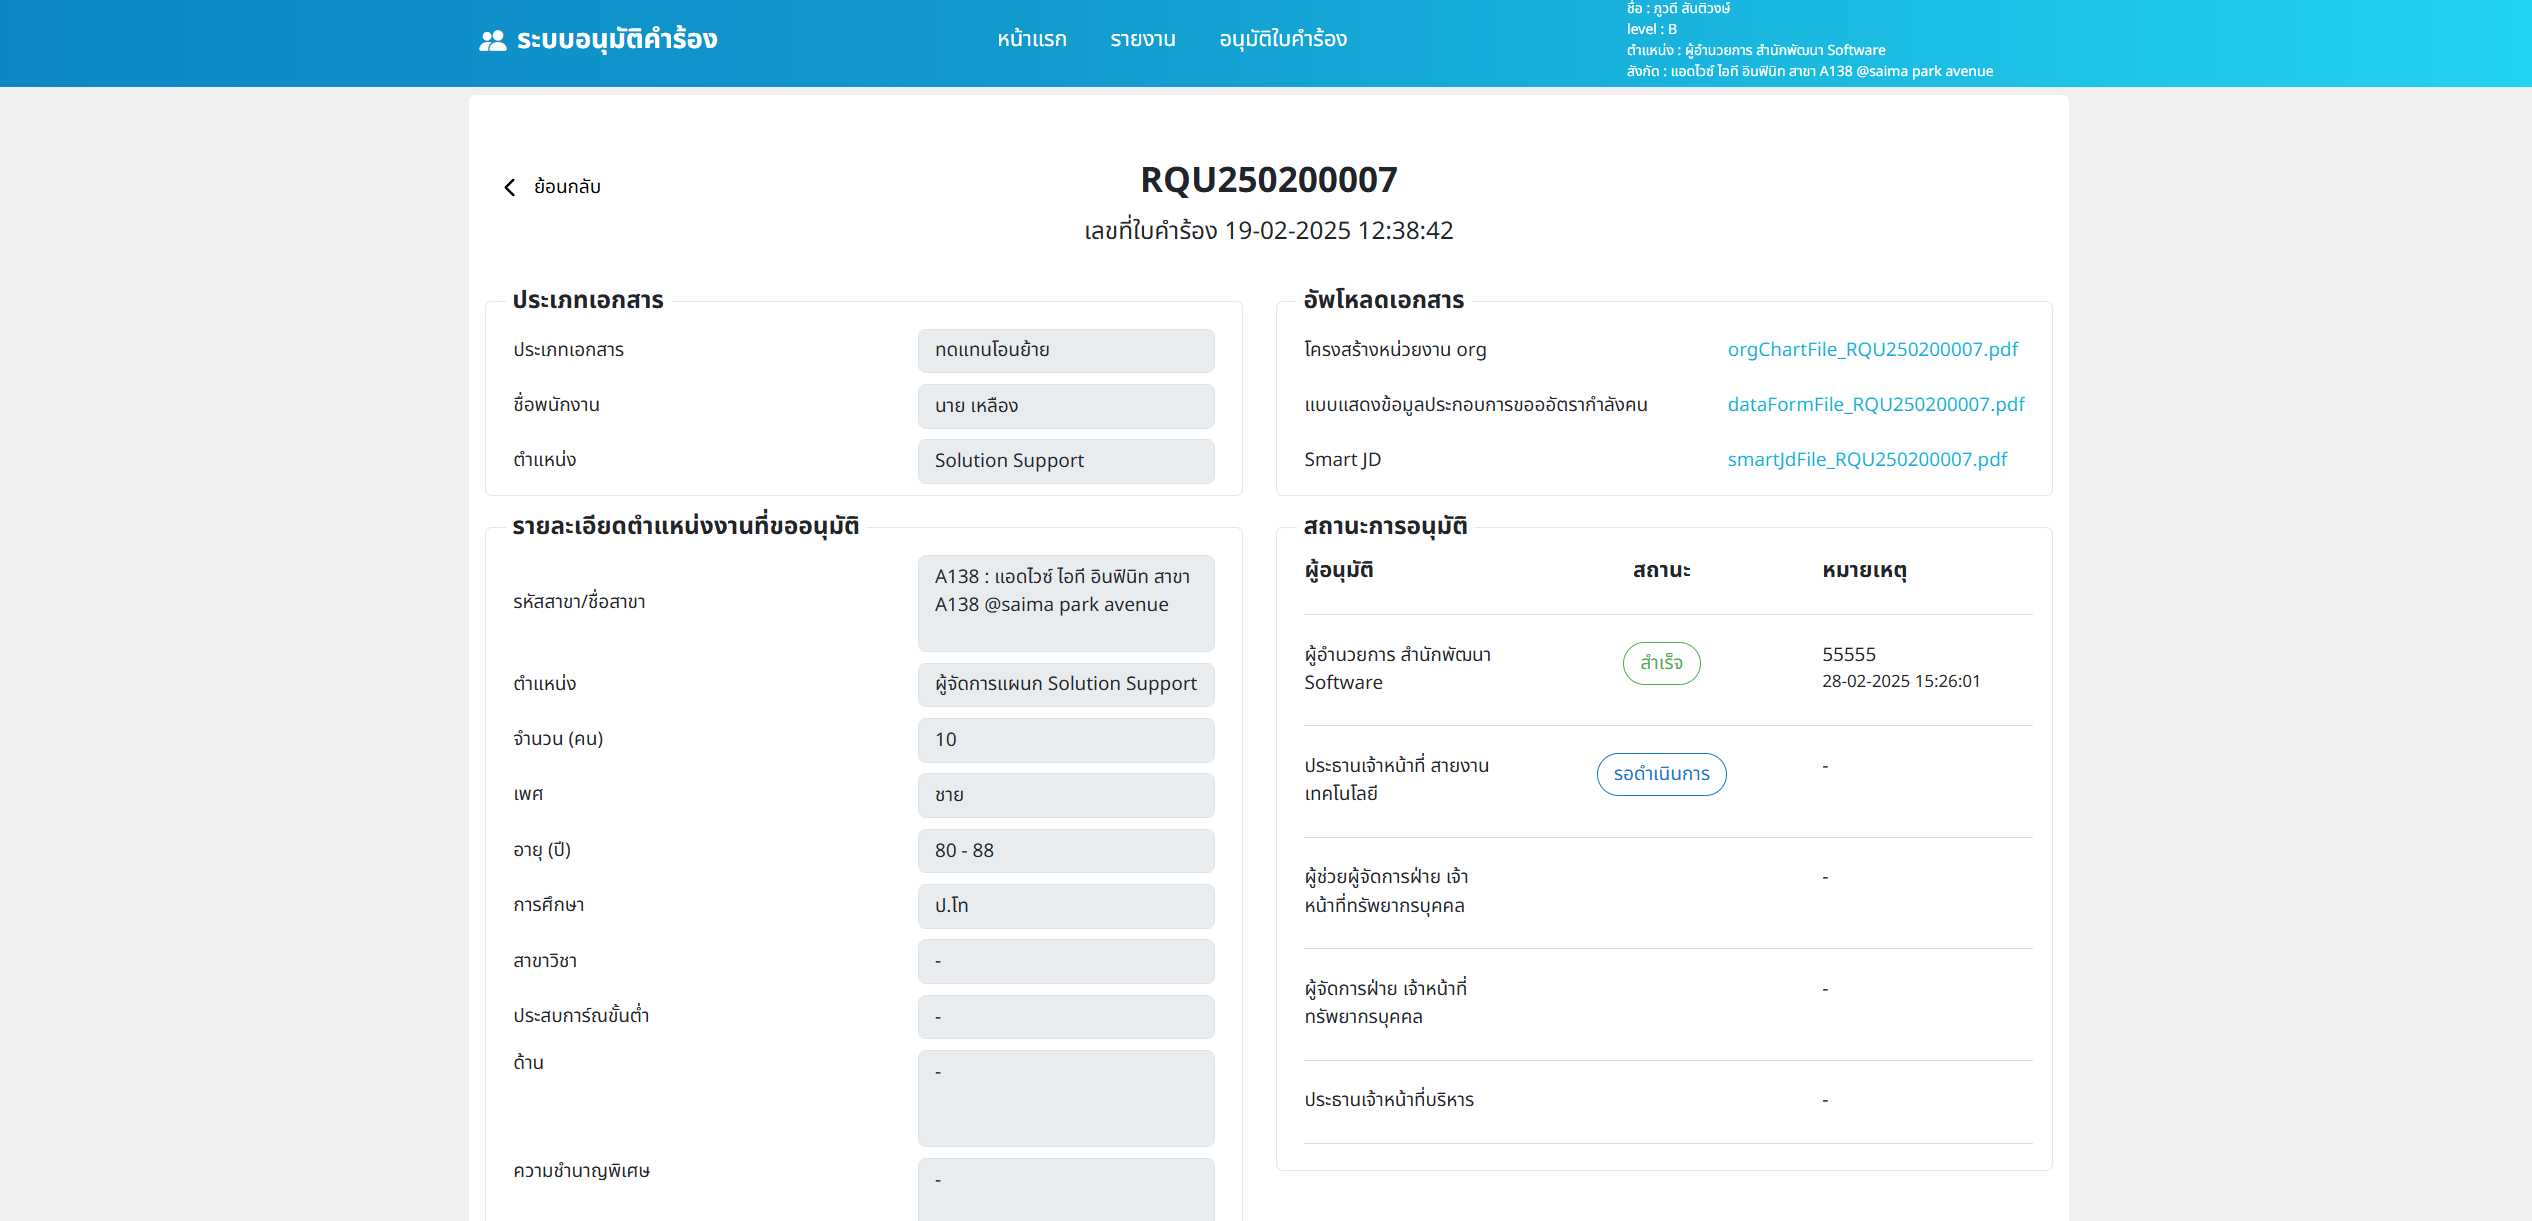 ระบบอนุมัติคำร้อง
หน้าแรก รายงาน อนุมัติใบคำร้อง
ชื่อ : ภูวดี สันติวงษ์
level : B
ตำแหน่ง : ผู้อำนวยการ สำนักพัฒนา Software
สังกัด : แอดไวซ์ ไอที อินฟินิท สาขา A138 @saima park avenue
ย้อนกลับ
RQU250200007
เลขที่ใบคำร้อง 19-02-2025 12:38:42
ประเภทเอกสาร
ประเภทเอกสาร ทดแทนโอนย้าย
ชื่อพนักงาน นาย เหลือง
ตำแหน่ง Solution Support
อัพโหลดเอกสาร
โครงสร้างหน่วยงาน org orgChartFile_RQU250200007.pdf
แบบแสดงข้อมูลประกอบการขอออัตรากำลังคน dataFormFile_RQU250200007.pdf
Smart JD smartJdFile_RQU250200007.pdf
รายละเอียดตำแหน่งงานที่ขออนุมัติ
รหัสสาขา/ชื่อสาขา A138 : แอดไวซ์ ไอที อินฟินิท สาขา
A138 @saima park avenue
ตำแหน่ง ผู้จัดการแผนก Solution Support
จำนวน (คน) 10
เพศ ชาย
อายุ (ปี) 80 - 88
การศึกษา ป.โท
สาขาวิชา -
ประสบการ์ณขั้นต่ำ -
ด้าน -
ความชำนาญพิเศษ -
สถานะการอนุมัติ
ผู้อนุมัติ สถานะ หมายเหตุ
ผู้อำนวยการ สำนักพัฒนา
Software
สำเร็จ
55555
28-02-2025 15:26:01
ประธานเจ้าหน้าที่ สายงาน
เทคโนโลยี
รอดำเนินการ
-
ผู้ช่วยผู้จัดการฝ่าย เจ้า
หน้าที่ทรัพยากรบุคคล
-
ผู้จัดการฝ่าย เจ้าหน้าที่
ทรัพยากรบุคคล
-
ประธานเจ้าหน้าที่บริหาร -